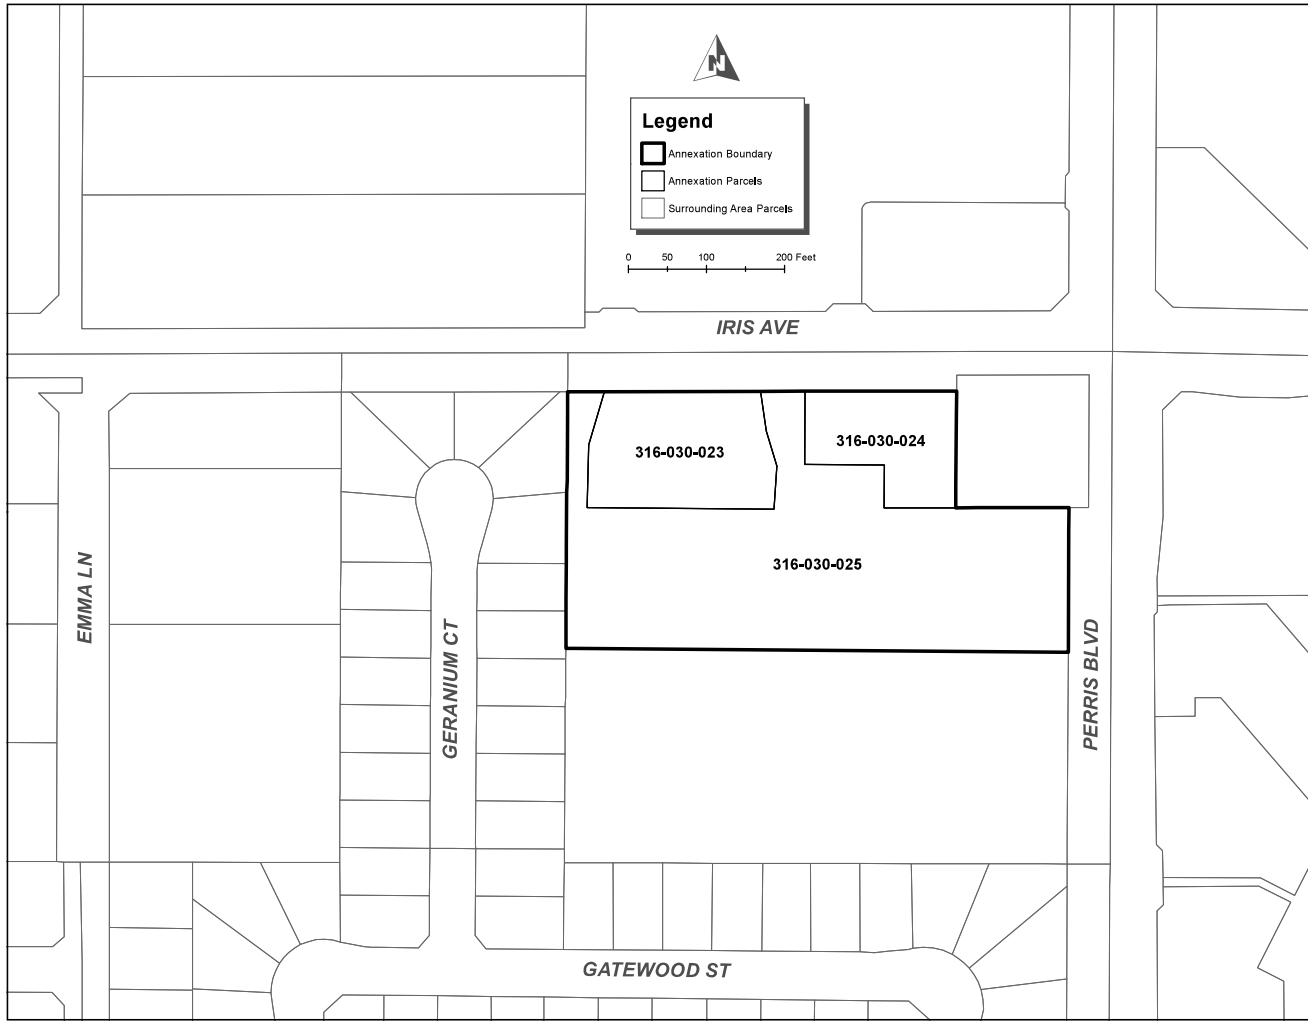 N
Legend
Annexation Boundary
Annexation Parcels
Surrounding Area Parcels
0 50 100 200 Feet
IRIS AVE
316-030-023
316-030-024
316-030-025
EMMA LN
GERANIUM CT
PERRIS BLVD
GATEWOOD ST